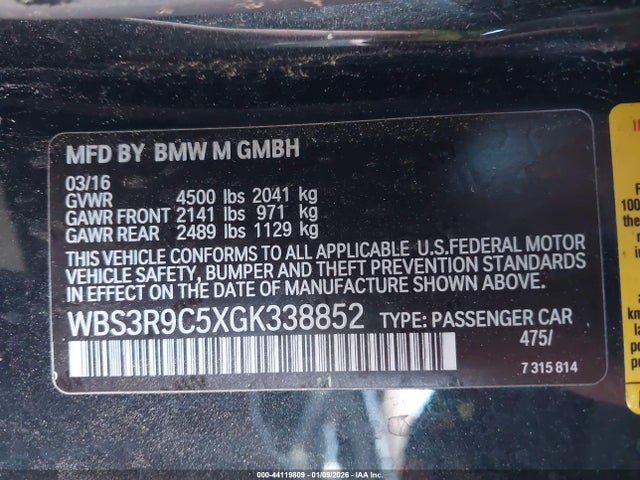 MFD BY BMW M GMBH
03/16
GVWR 4500 lbs 2041 kg
GAWR FRONT 2141 lbs 971 kg
GAWR REAR 2489 lbs 1129 kg
THIS VEHICLE CONFORMS TO ALL APPLICABLE U.S.FEDERAL MOTOR
VEHICLE SAFETY, BUMPER AND THEFT PREVENTION STANDARDS
IN EFFECT ON THE DATE OF MANUFACTURE SHOWN ABOVE.
WBS3R9C5XGK338852 TYPE: PASSENGER CAR
475/
7 315 814
100
the
000-44119809 - 01/09/2026 - © IAA Inc.